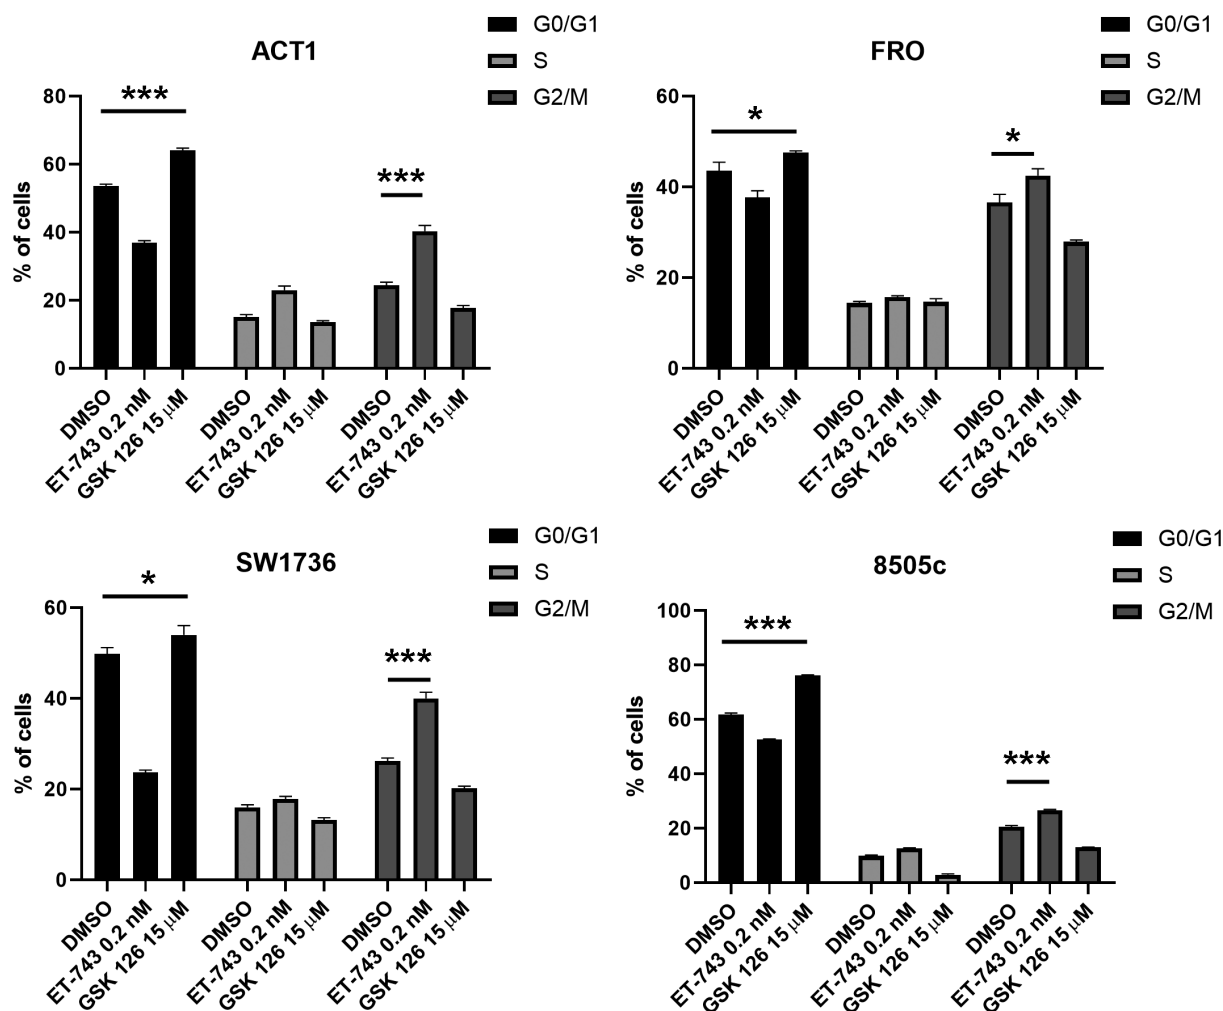 ACT1
G0/G1
S
G2/M
***
***
% of cells
80
60
40
20
0
DMSO
ET-743 0.2 nM
GSK 126 15 μM
DMSO
ET-743 0.2 nM
GSK 126 15 μM
DMSO
ET-743 0.2 nM
GSK 126 15 μM
FRO
G0/G1
S
G2/M
*
*
% of cells
60
40
20
0
DMSO
ET-743 0.2 nM
GSK 126 15 μM
DMSO
ET-743 0.2 nM
GSK 126 15 μM
DMSO
ET-743 0.2 nM
GSK 126 15 μM
SW1736
G0/G1
S
G2/M
*
***
% of cells
60
40
20
0
DMSO
ET-743 0.2 nM
GSK 126 15 μM
DMSO
ET-743 0.2 nM
GSK 126 15 μM
DMSO
ET-743 0.2 nM
GSK 126 15 μM
8505c
G0/G1
S
G2/M
***
***
% of cells
100
80
60
40
20
0
DMSO
ET-743 0.2 nM
GSK 126 15 μM
DMSO
ET-743 0.2 nM
GSK 126 15 μM
DMSO
ET-743 0.2 nM
GSK 126 15 μM